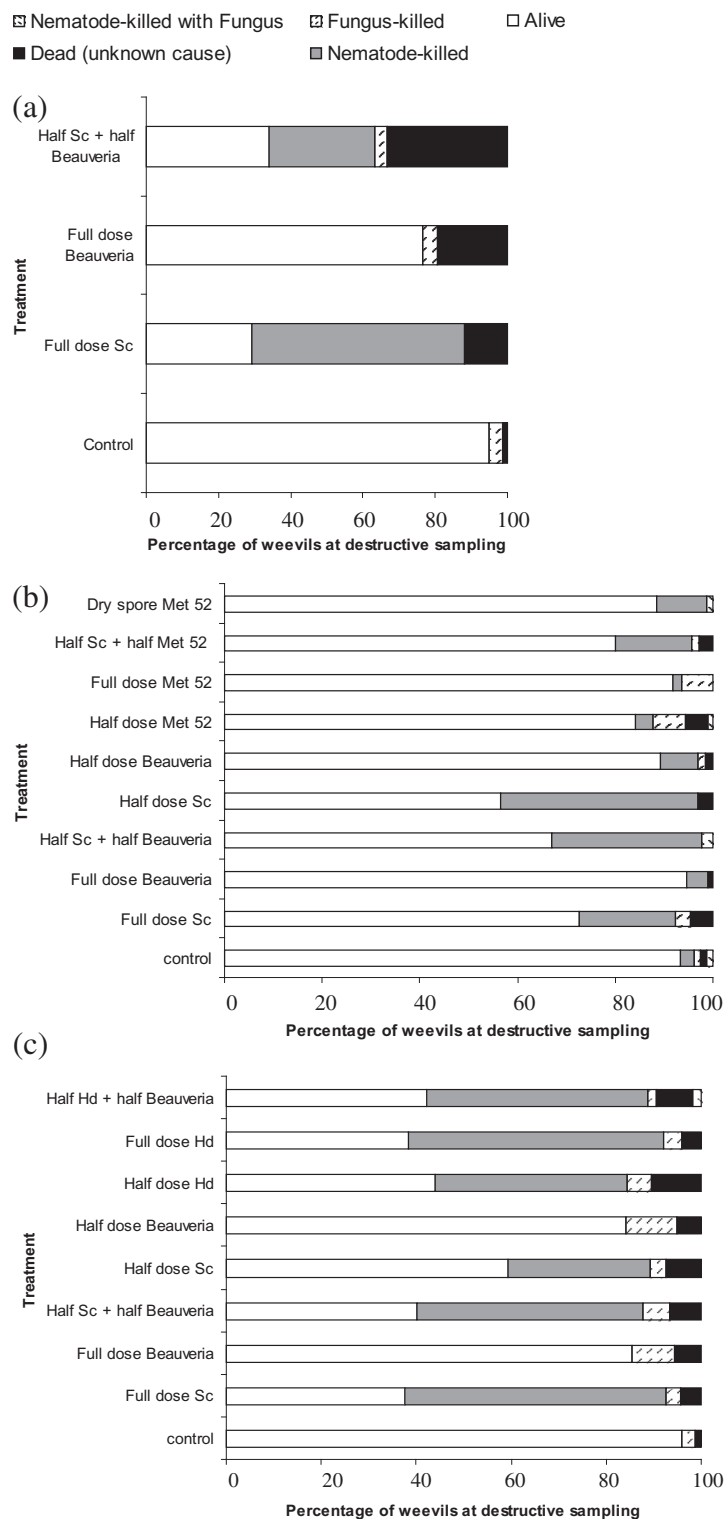 Nematode-killed with Fungus Fungus-killed Alive
Dead (unknown cause) Nematode-killed
(a)
Half Sc + half
Beauveria
Full dose
Beauveria
Full dose Sc
Control
Treatment
0 20 40 60 80 100
Percentage of weevils at destructive sampling
(b)
Dry spore Met 52
Half Sc + half Met 52
Full dose Met 52
Half dose Met 52
Half dose Beauveria
Half dose Sc
Half Sc + half Beauveria
Full dose Beauveria
Full dose Sc
control
Treatment
0 20 40 60 80 100
Percentage of weevils at destructive sampling
(c)
Half Hd + half Beauveria
Full dose Hd
Half dose Hd
Half dose Beauveria
Half dose Sc
Half Sc + half Beauveria
Full dose Beauveria
Full dose Sc
control
Treatment
0 20 40 60 80 100
Percentage of weevils at destructive sampling